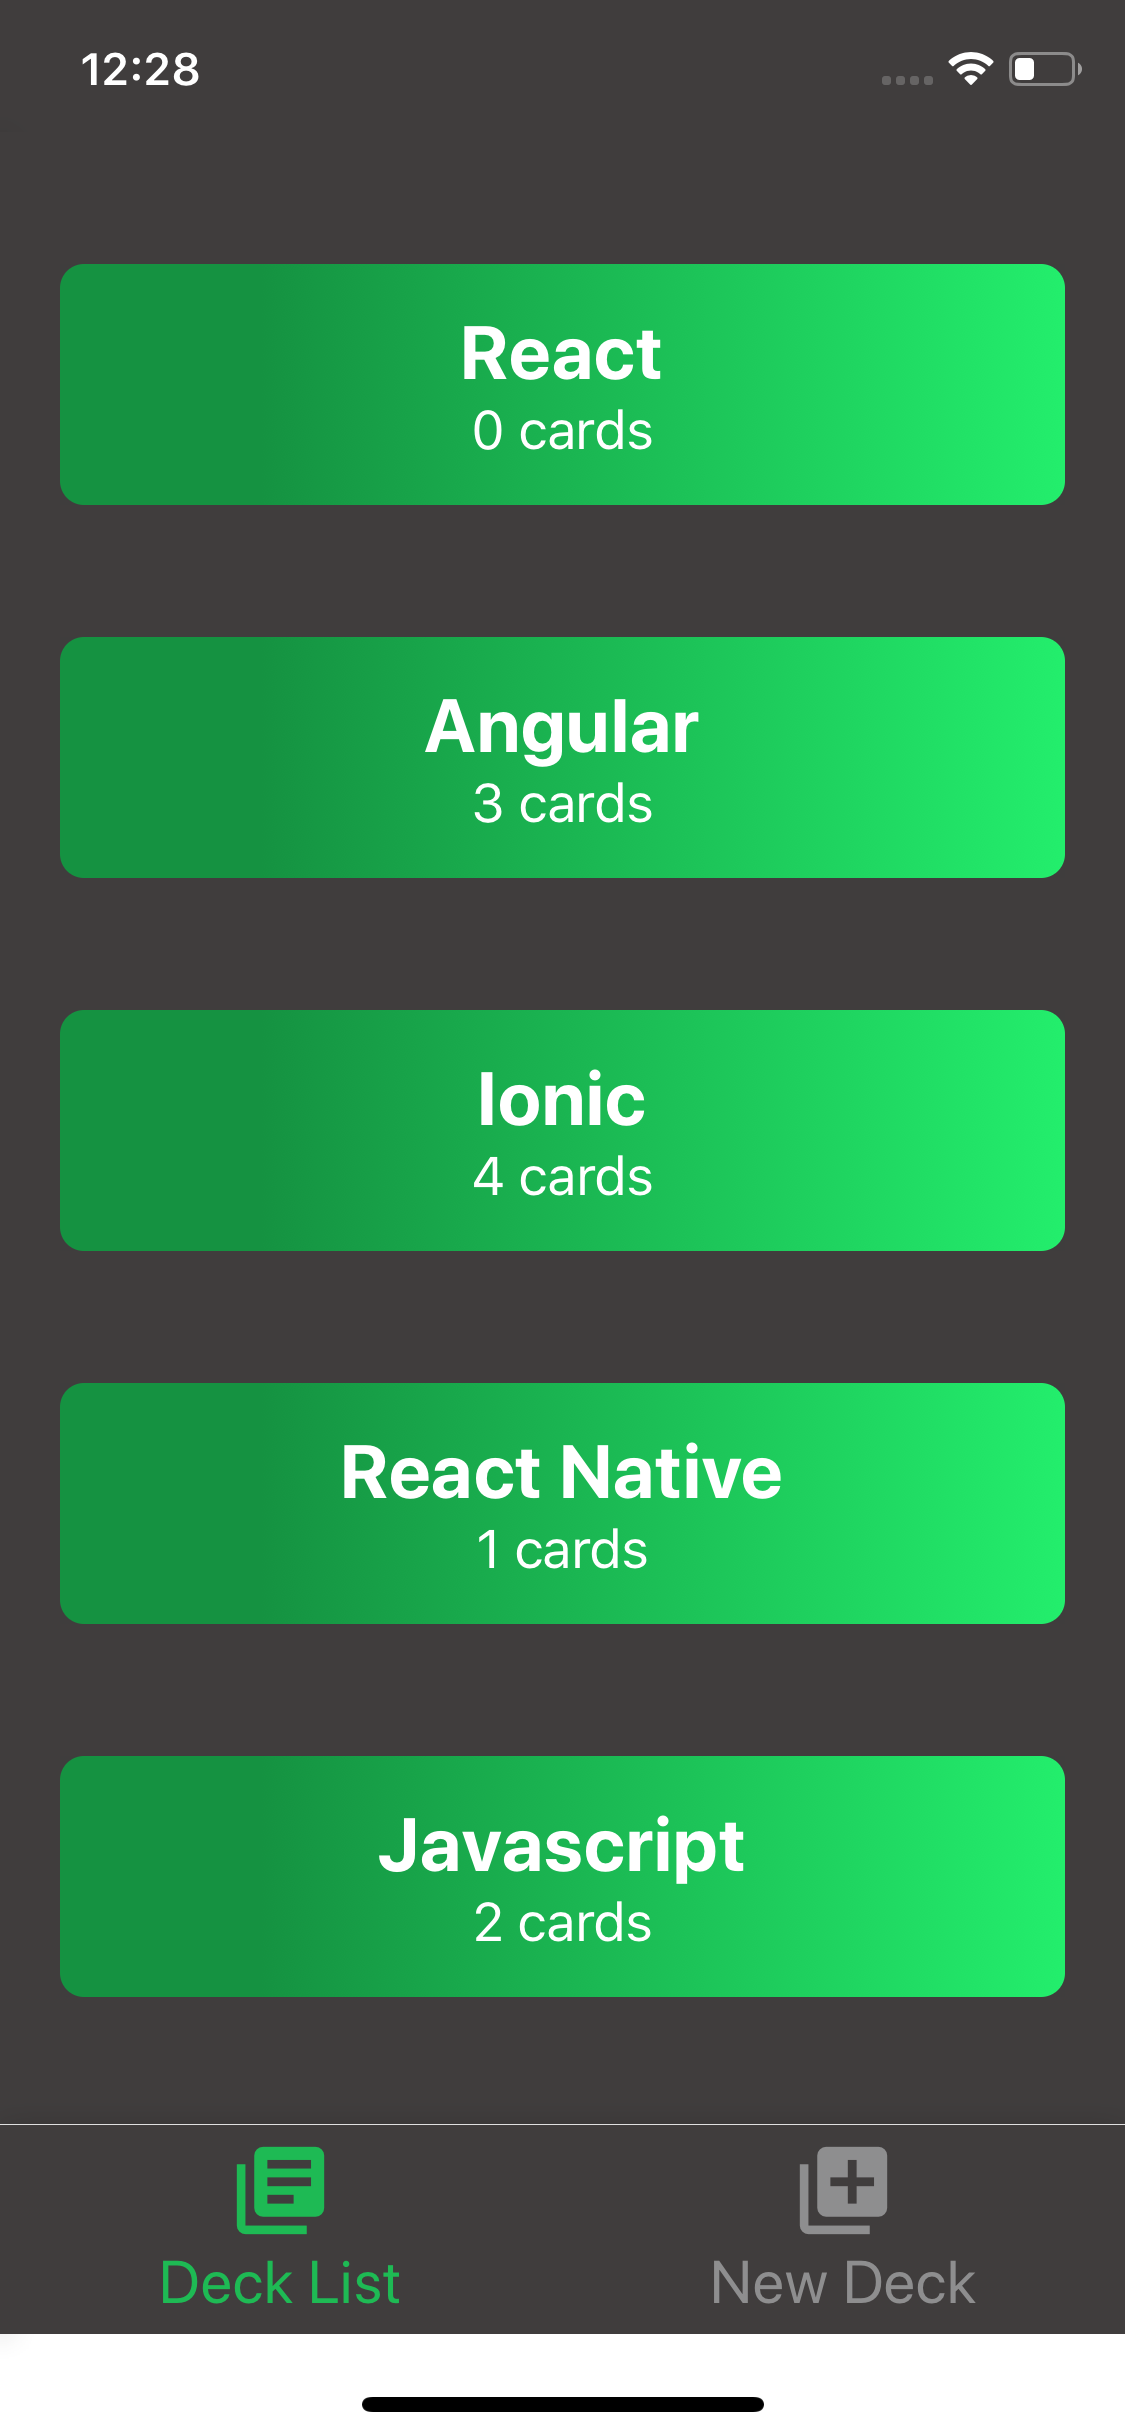 12:28
React
0 cards
Angular
3 cards
Ionic
4 cards
React Native
1 cards
Javascript
2 cards
Deck List
New Deck